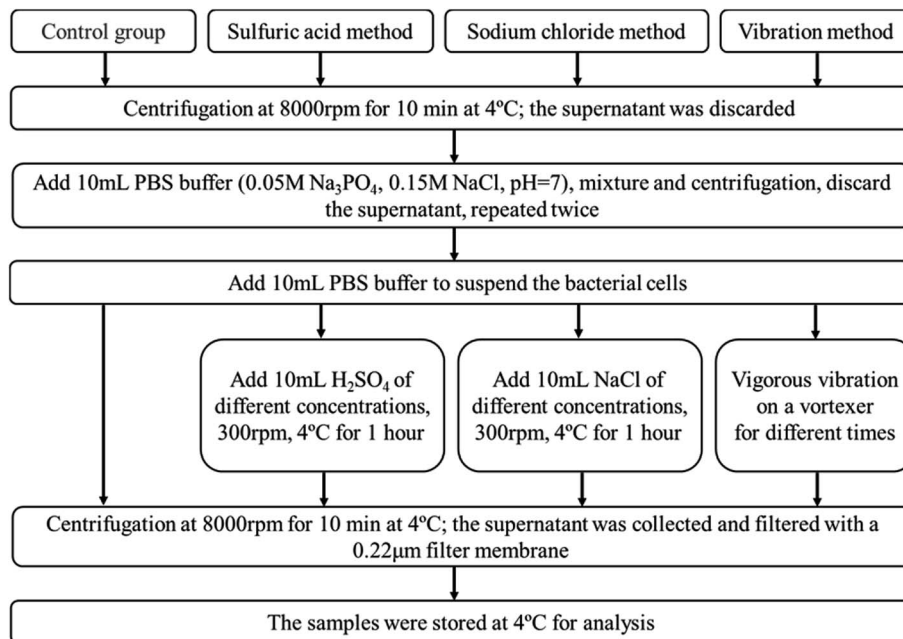 Control group
Sulfuric acid method
Sodium chloride method
Vibration method
Centrifugation at 8000rpm for 10 min at 4ºC; the supernatant was discarded
Add 10mL PBS buffer (0.05M Na₃PO₄, 0.15M NaCl, pH=7), mixture and centrifugation, discard
the supernatant, repeated twice
Add 10mL PBS buffer to suspend the bacterial cells
Add 10mL H₂SO₄ of
different concentrations,
300rpm, 4ºC for 1 hour
Add 10mL NaCl of
different concentrations,
300rpm, 4ºC for 1 hour
Vigorous vibration
on a vortexer
for different times
Centrifugation at 8000rpm for 10 min at 4ºC; the supernatant was collected and filtered with a
0.22μm filter membrane
The samples were stored at 4ºC for analysis